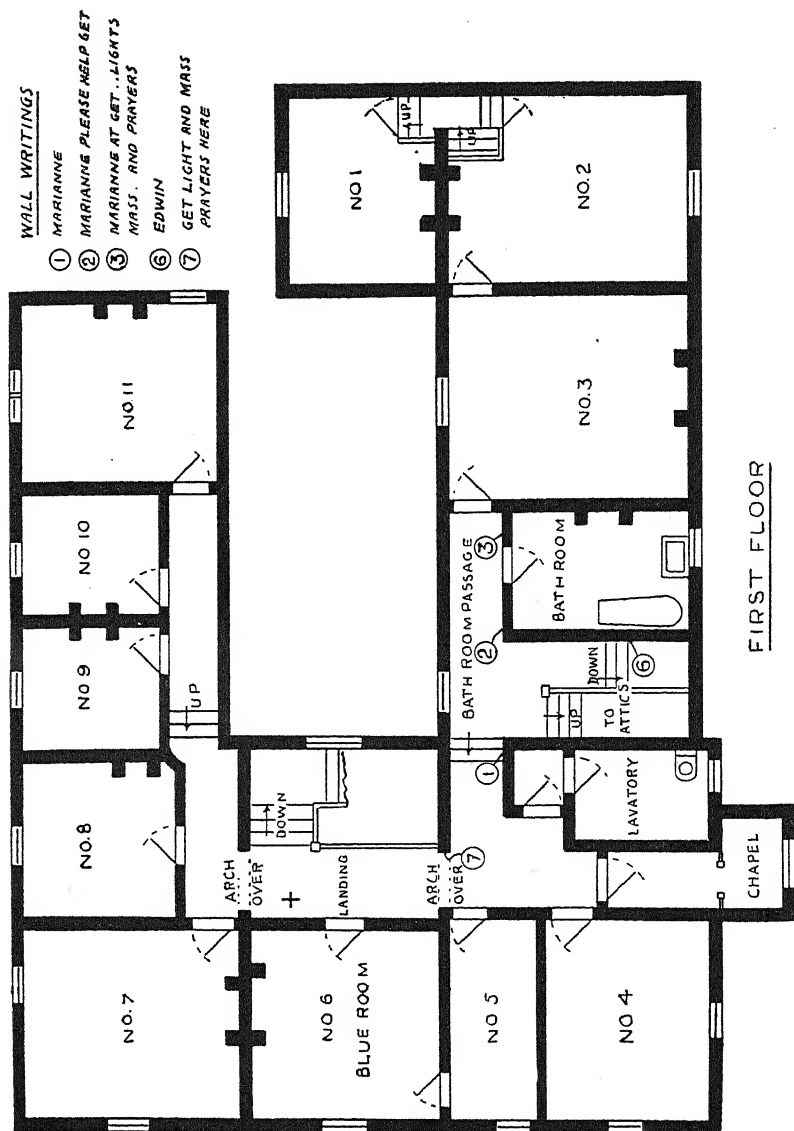 WALL WRITINGS
① MARIANNE
② MARIANNE PLEASE HELP GET
③ MARIANNE AT GET..LIGHTS
MASS. AND PRAYERS
⑥ EDWIN
⑦ GET LIGHT AND MASS
PRAYERS HERE
NO 1
UP
UP
NO.2
NO.11
NO.3
NO 10
③
BATHROOM
BATH ROOM PASSAGE
②
NO 9
UP
DOWN
⑥
UP
TO
ATTICS
①
NO.8
DOWN
LAVATORY
ARCH
OVER
LANDING
ARCH
OVER
⑦
CHAPEL
NO.7
NO 6
BLUE ROOM
NO 5
NO 4
FIRST FLOOR